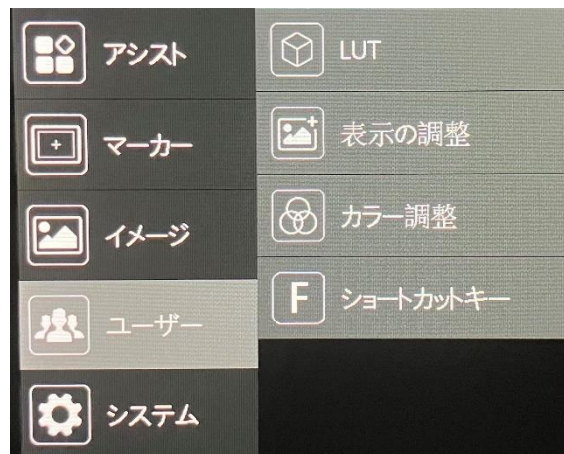 アシスト
マーカー
イメージ
ユーザー
システム
LUT
表示の調整
カラー調整
F ショートカットキー